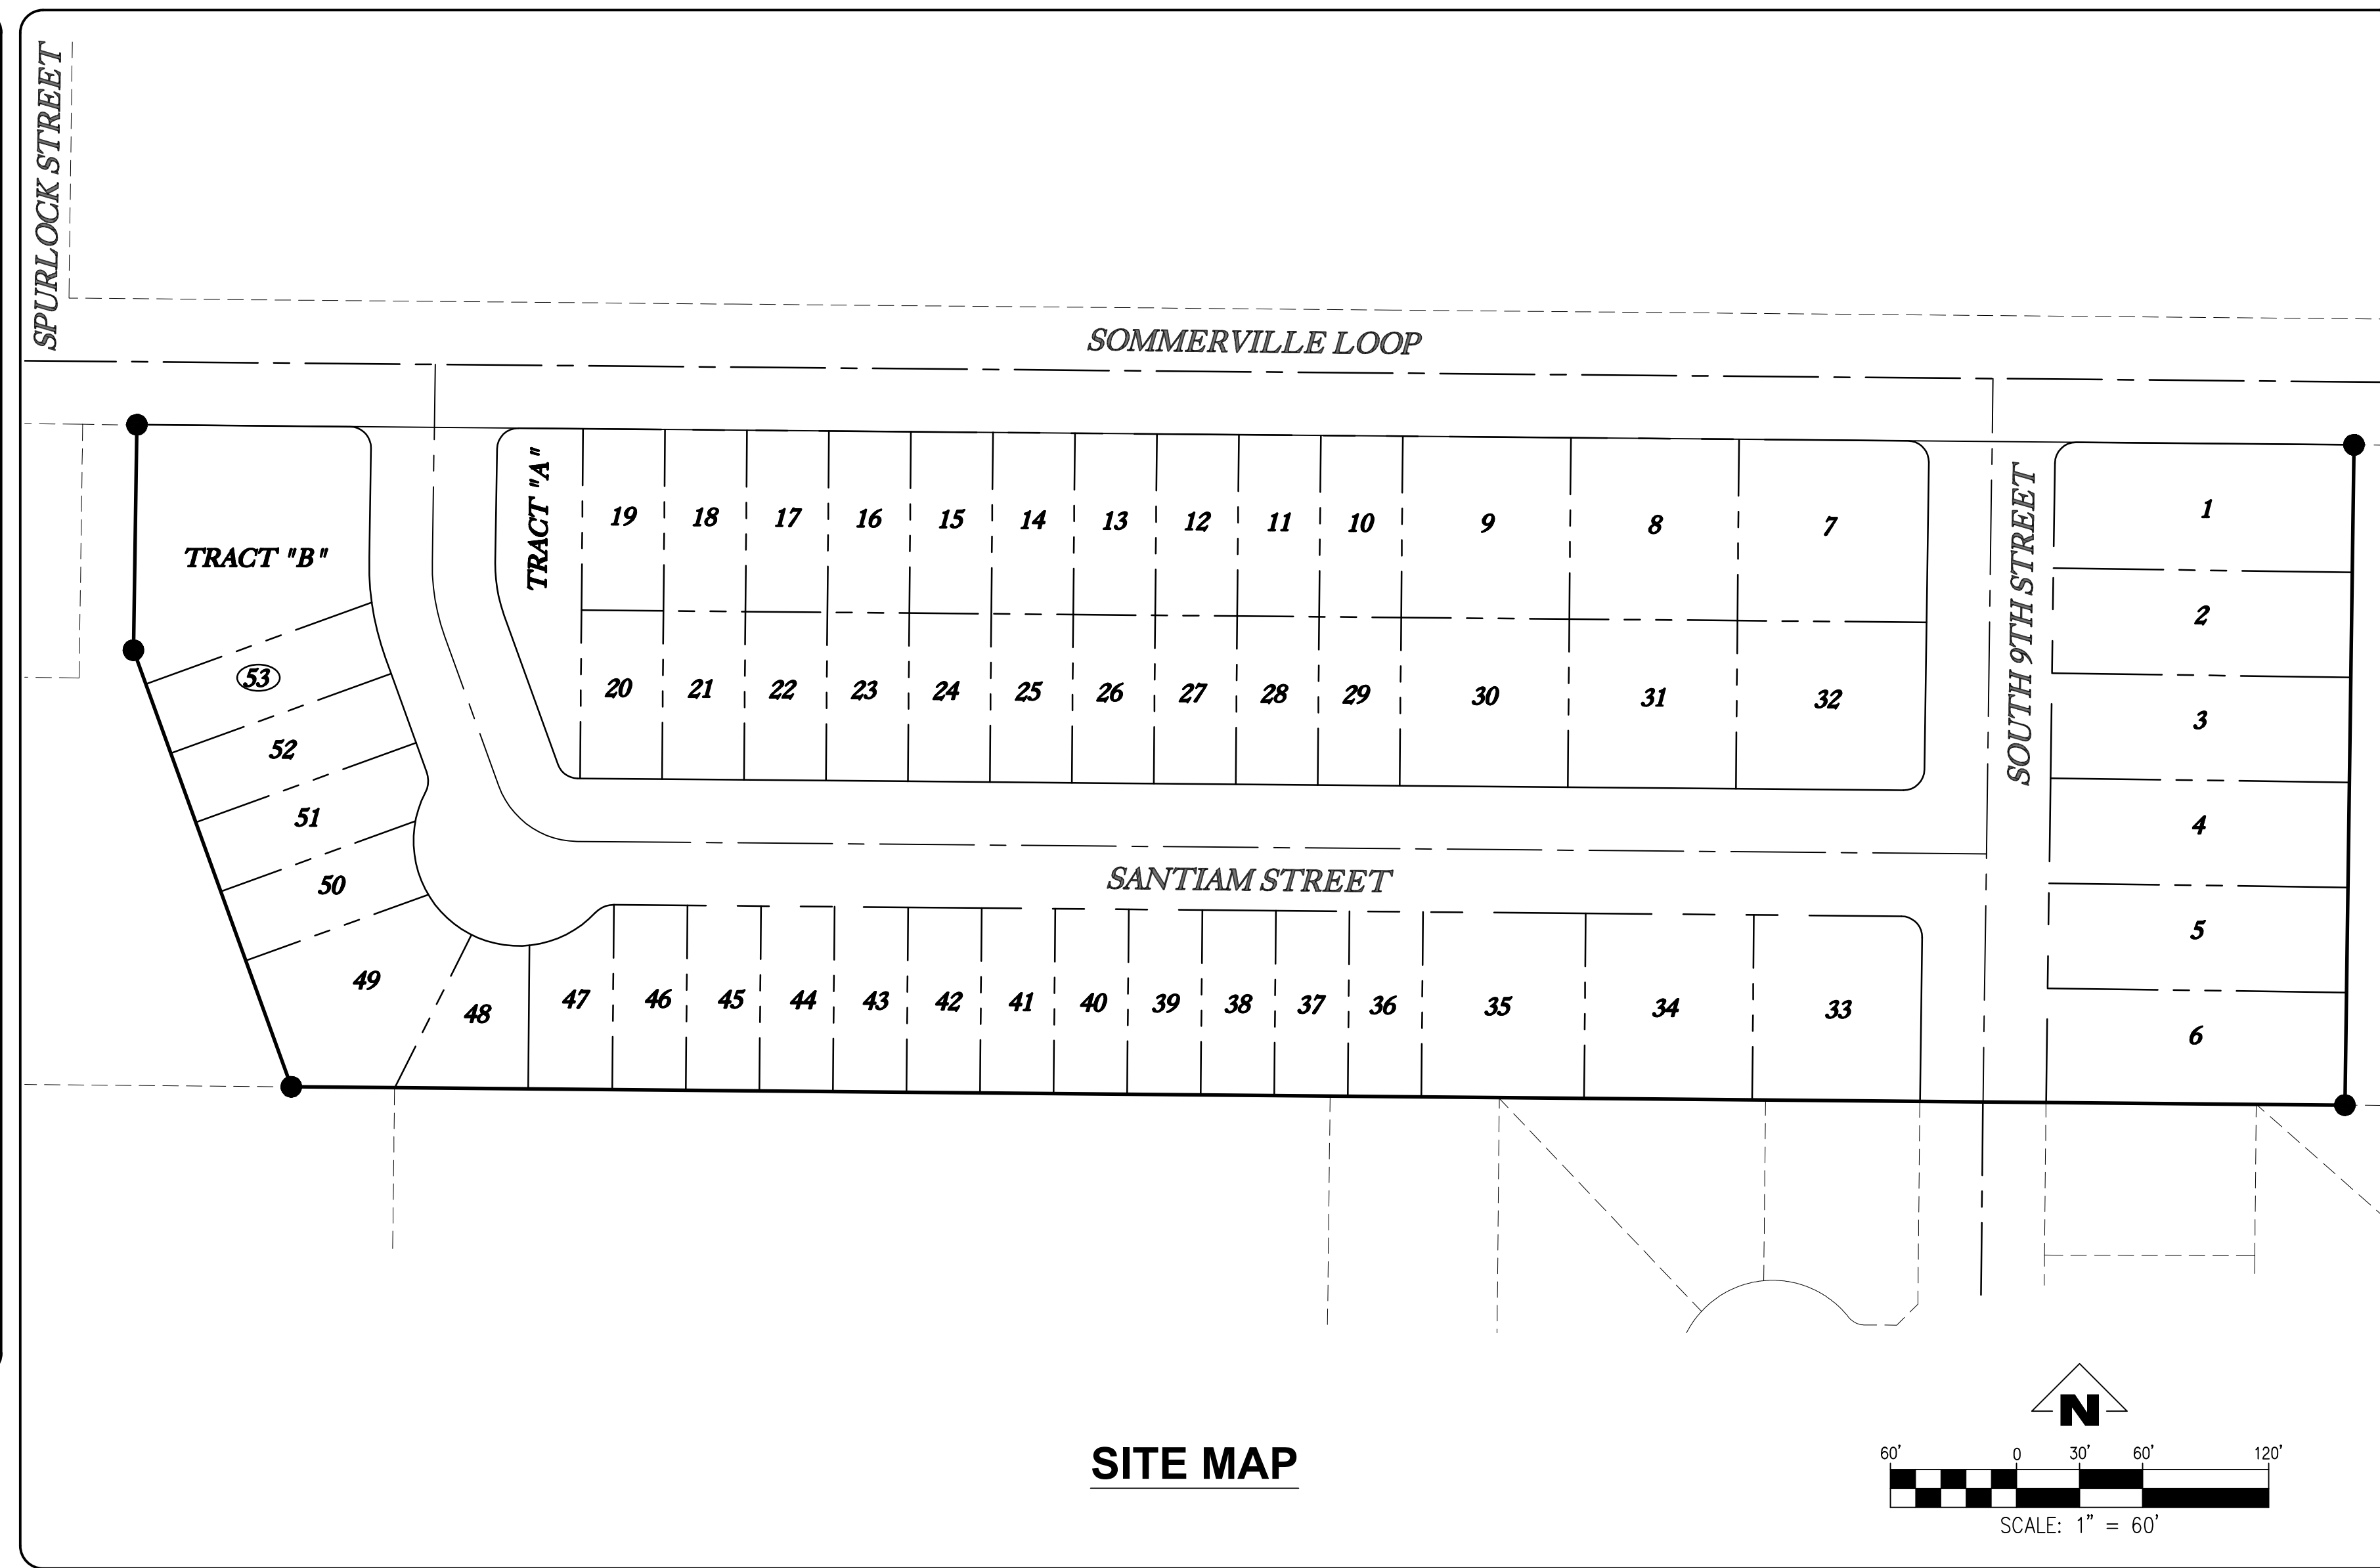 SPURLOCK STREET
SOMMERVILLE LOOP
TRACT "A"
19 18 17 16 15 14 13 12 11 10 9 8 7
1
SOUTH 9TH STREET
TRACT "B"
2
53
20 21 22 23 24 25 26 27 28 29 30 31 32
3
52
51
4
SANTIAM STREET
50
5
49
48
47 46 45 44 43 42 41 40 39 38 37 36 35 34 33
6
N
SITE MAP
60' 0 30' 60' 120'
SCALE: 1" = 60'